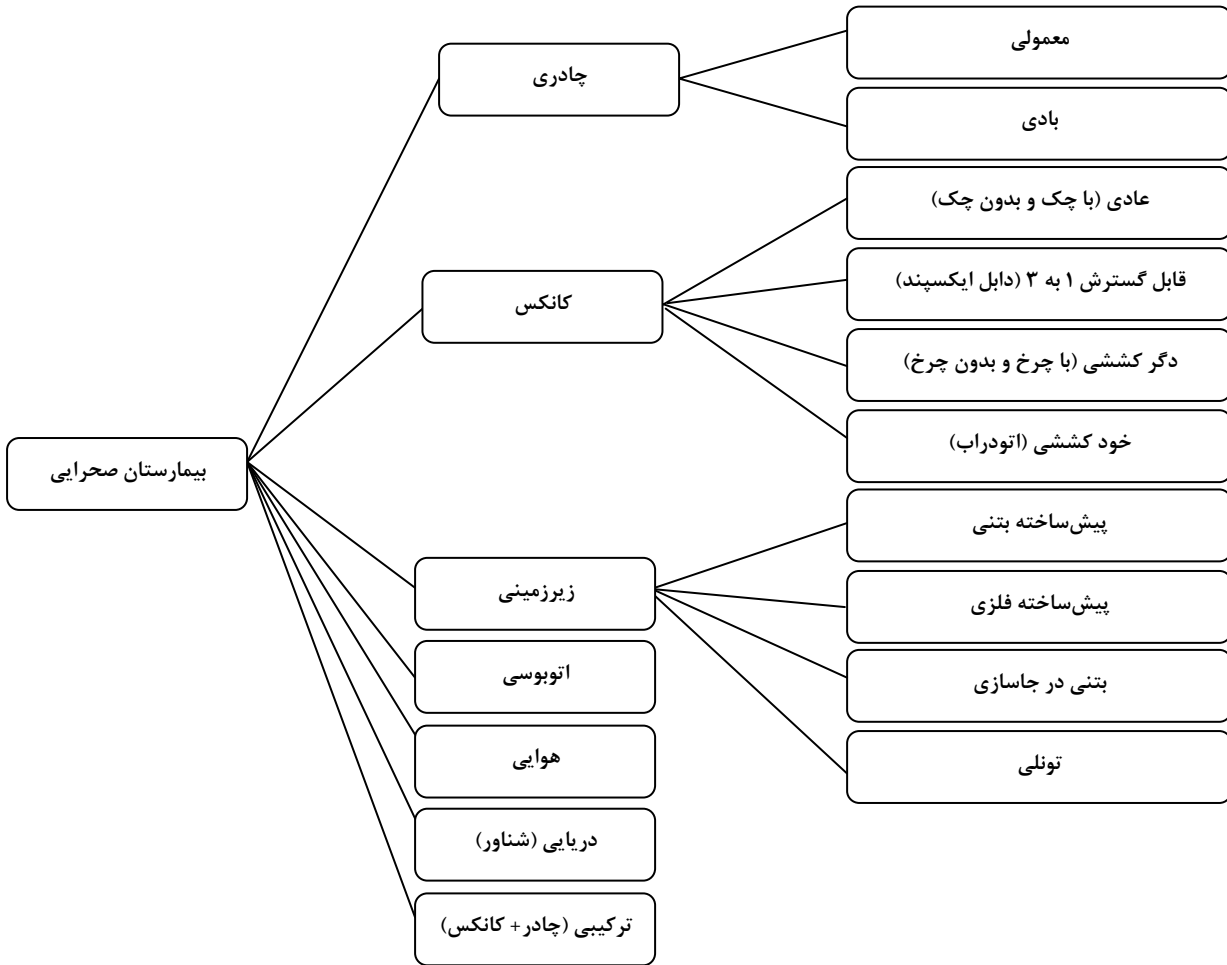 بیمارستان صحرایی
چادری
معمولی
بادی
کانکس
عادی (با چک و بدون چک)
قابل گسترش ۱ به ۳ (دابل ایکسپند)
دگر کششی (با چرخ و بدون چرخ)
خود کششی (اتودراب)
زیرزمینی
پیش‌ساخته بتنی
پیش‌ساخته فلزی
بتنی در جاسازی
تونلی
اتوبوسی
هوایی
دریایی (شناور)
ترکیبی (چادر+ کانکس)